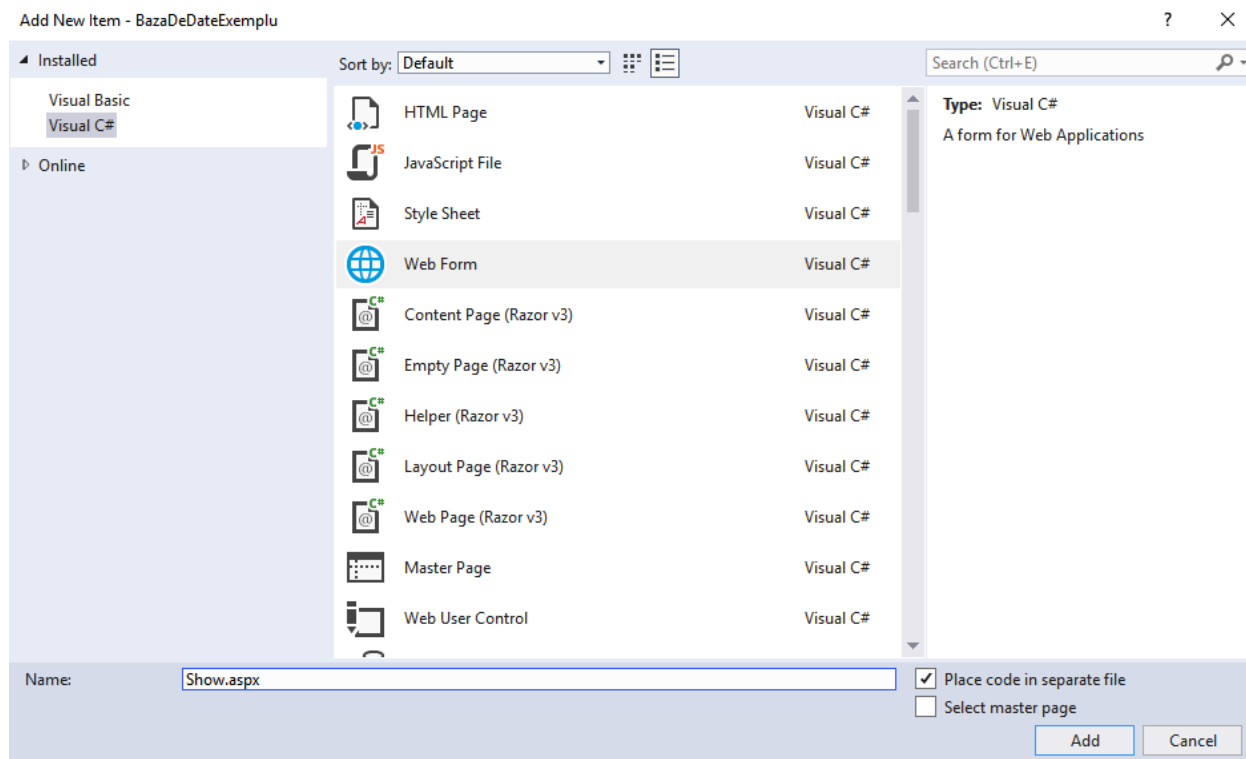 Add New Item - BazaDeDateExemplu
?
Installed
Sort by: Default
Search (Ctrl+E)
Visual Basic
Visual C#
Online
HTML Page Visual C#
JS
JavaScript File Visual C#
Style Sheet Visual C#
Web Form Visual C#
C#
@
Content Page (Razor v3) Visual C#
C#
@
Empty Page (Razor v3) Visual C#
C#
@
Helper (Razor v3) Visual C#
C#
@
Layout Page (Razor v3) Visual C#
C#
@
Web Page (Razor v3) Visual C#
Master Page Visual C#
Web User Control Visual C#
Type: Visual C#
A form for Web Applications
Name: Show.aspx
Place code in separate file
Select master page
Add Cancel